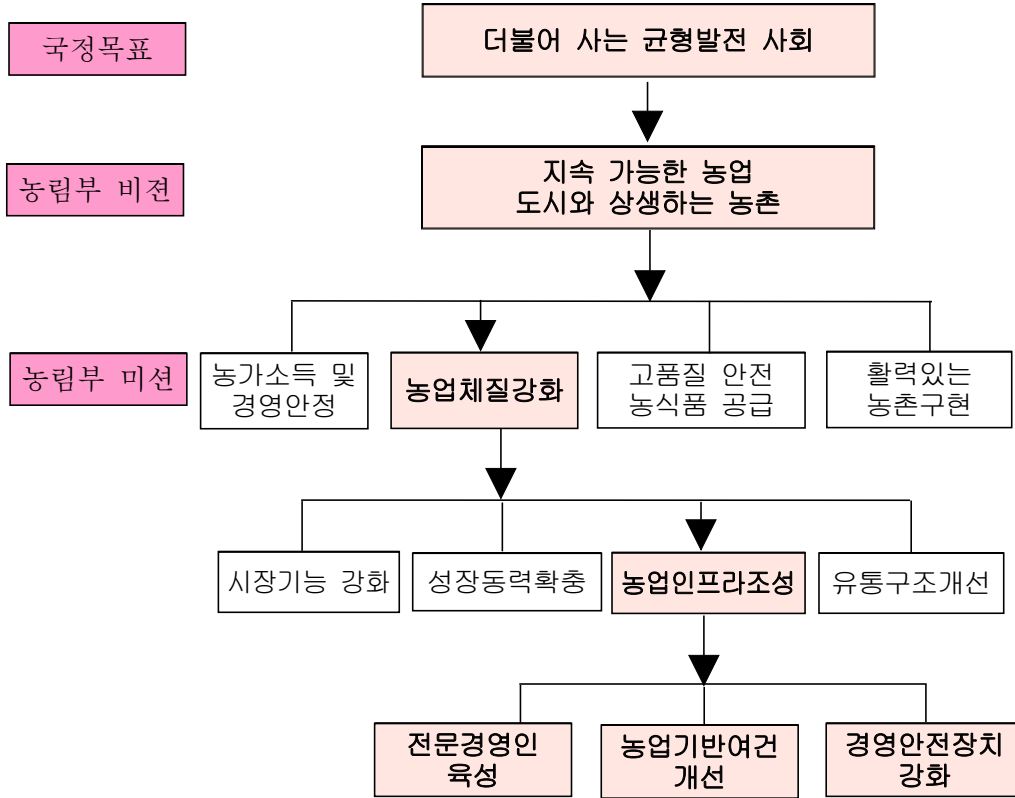 국정목표
더불어 사는 균형발전 사회
농림부 비젼
지속 가능한 농업
도시와 상생하는 농촌
농림부 미션
농가소득 및
경영안정
농업체질강화
고품질 안전
농식품 공급
활력있는
농촌구현
시장기능 강화
성장동력확충
농업인프라조성
유통구조개선
전문경영인
육성
농업기반여건
개선
경영안전장치
강화